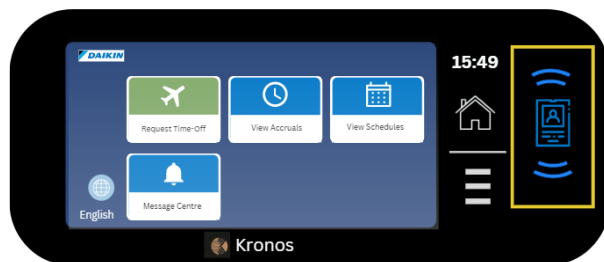 DAIKIN
15:49
Request Time-Off
View Accruals
View Schedules
Message Centre
English
Kronos